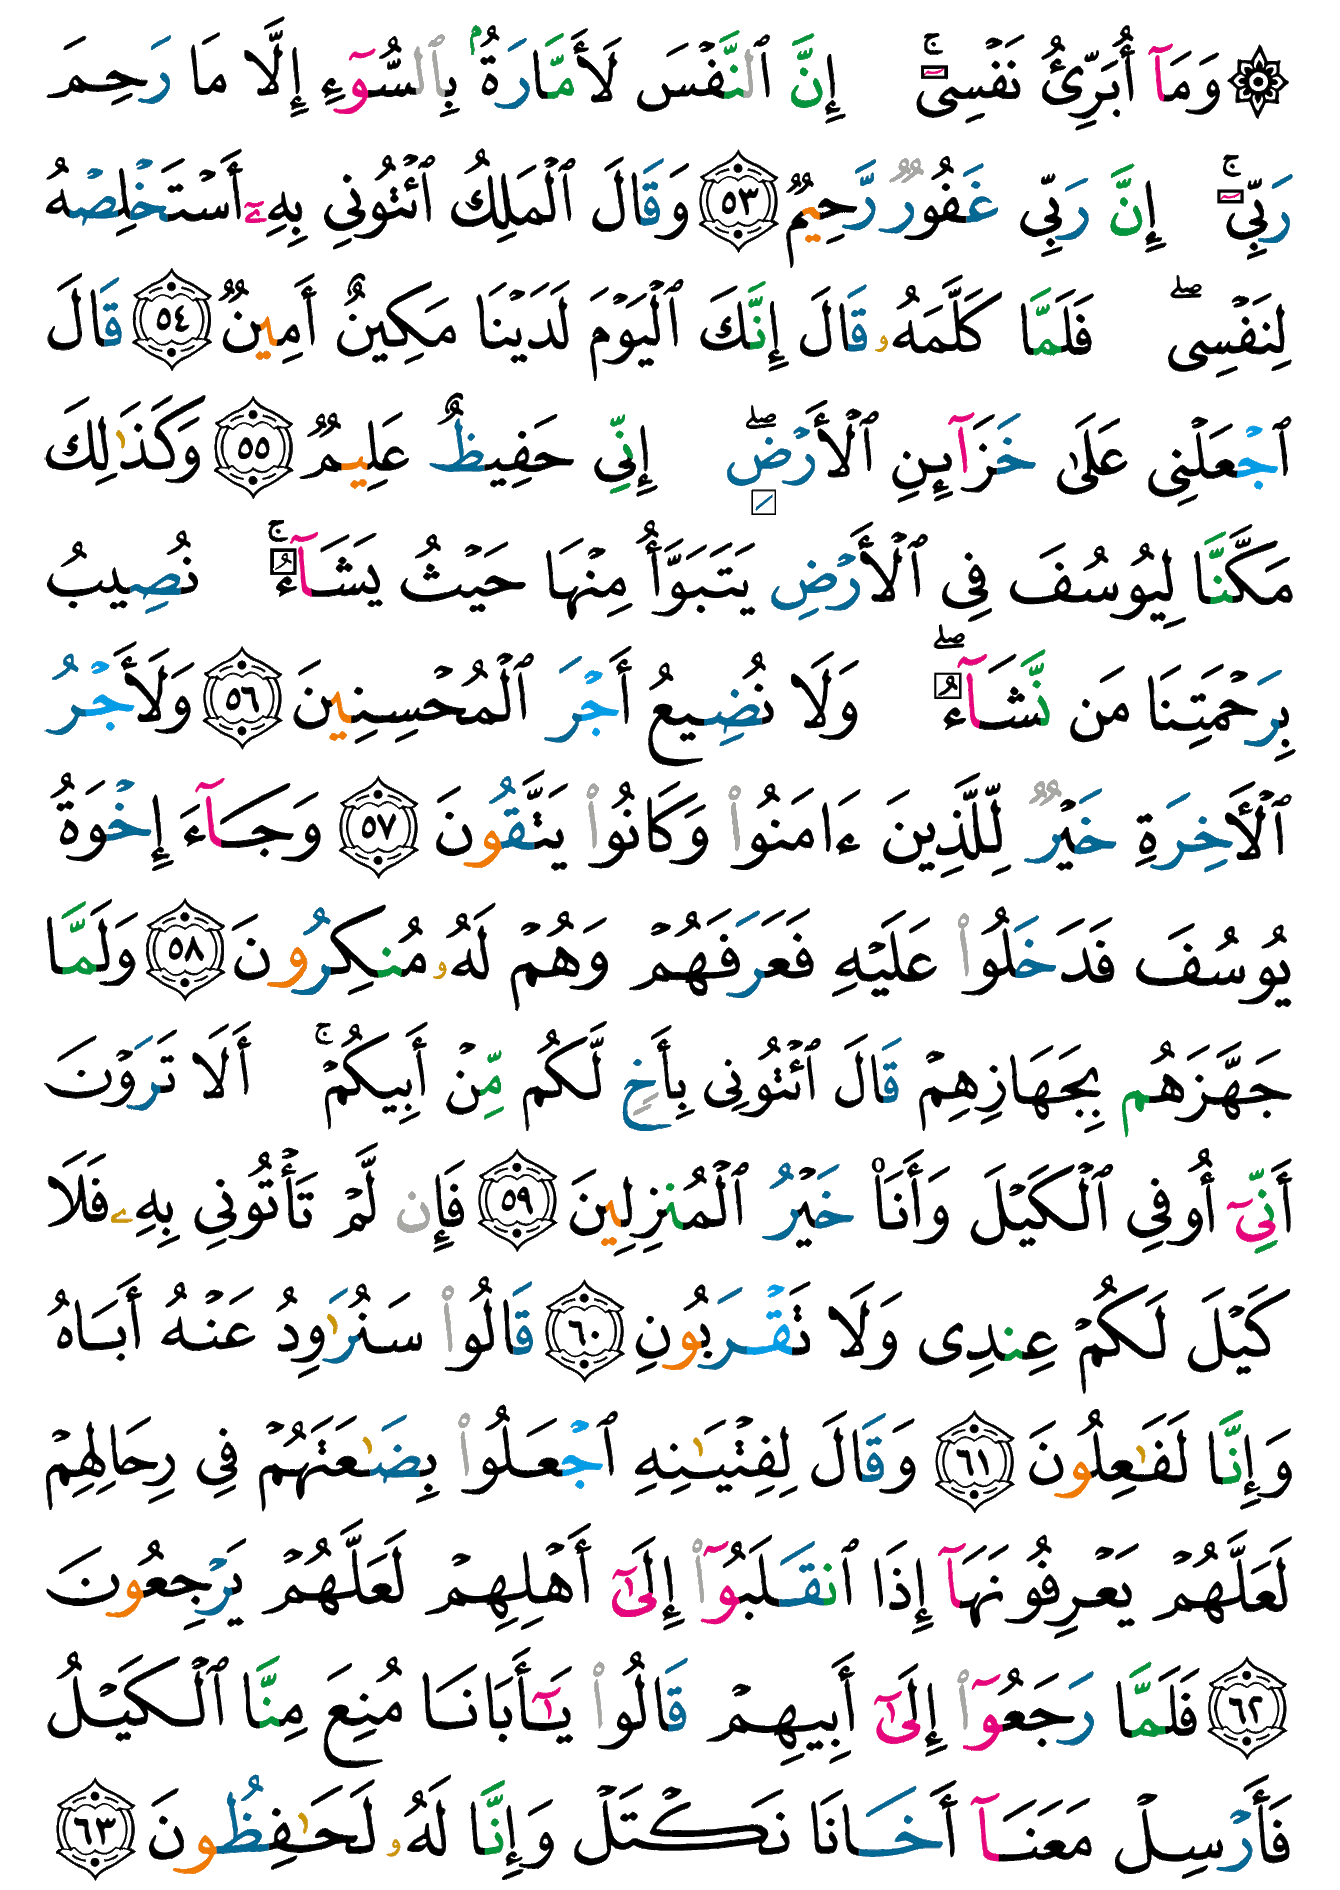 ۞ وَمَآ أُبَرِّئُ نَفْسِىٓ ۚ إِنَّ ٱلنَّفْسَ لَأَمَّارَةٌۢ بِٱلسُّوٓءِ إِلَّا مَا رَحِمَ
رَبِّىٓ ۚ إِنَّ رَبِّى غَفُورٌ رَّحِيمٌ ٥٣ وَقَالَ ٱلْمَلِكُ ٱئْتُونِى بِهِۦٓ أَسْتَخْلِصْهُ
لِنَفْسِى ۖ فَلَمَّا كَلَّمَهُۥ قَالَ إِنَّكَ ٱلْيَوْمَ لَدَيْنَا مَكِينٌ أَمِينٌ ٥٤ قَالَ
ٱجْعَلْنِى عَلَىٰ خَزَآئِنِ ٱلْأَرْضِ ۖ إِنِّى حَفِيظٌ عَلِيمٌ ٥٥ وَكَذَٰلِكَ
مَكَّنَّا لِيُوسُفَ فِى ٱلْأَرْضِ يَتَبَوَّأُ مِنْهَا حَيْثُ يَشَآءُ ۚ نُصِيبُ
بِرَحْمَتِنَا مَن نَّشَآءُ ۖ وَلَا نُضِيعُ أَجْرَ ٱلْمُحْسِنِينَ ٥٦ وَلَأَجْرُ
ٱلْأَخِرَةِ خَيْرٌ لِّلَّذِينَ ءَامَنُوا۟ وَكَانُوا۟ يَتَّقُونَ ٥٧ وَجَآءَ إِخْوَةُ
يُوسُفَ فَدَخَلُوا۟ عَلَيْهِ فَعَرَفَهُمْ وَهُمْ لَهُۥ مُنكِرُونَ ٥٨ وَلَمَّا
جَهَّزَهُم بِجَهَازِهِمْ قَالَ ٱئْتُونِى بِأَخٍ لَّكُم مِّنْ أَبِيكُمْ ۚ أَلَا تَرَوْنَ
أَنِّىٓ أُوفِى ٱلْكَيْلَ وَأَنَا۠ خَيْرُ ٱلْمُنزِلِينَ ٥٩ فَإِن لَّمْ تَأْتُونِى بِهِۦ فَلَا
كَيْلَ لَكُمْ عِندِى وَلَا تَقْرَبُونِ ٦٠ قَالُوا۟ سَنُرَٰوِدُ عَنْهُ أَبَاهُ
وَإِنَّا لَفَٰعِلُونَ ٦١ وَقَالَ لِفِتْيَٰنِهِ ٱجْعَلُوا۟ بِضَٰعَتَهُمْ فِى رِحَالِهِمْ
لَعَلَّهُمْ يَعْرِفُونَهَآ إِذَا ٱنقَلَبُوٓا۟ إِلَىٰٓ أَهْلِهِمْ لَعَلَّهُمْ يَرْجِعُونَ
٦٢ فَلَمَّا رَجَعُوٓا۟ إِلَىٰٓ أَبِيهِمْ قَالُوا۟ يَٰٓأَبَانَا مُنِعَ مِنَّا ٱلْكَيْلُ
فَأَرْسِلْ مَعَنَآ أَخَانَا نَكْتَلْ وَإِنَّا لَهُۥ لَحَٰفِظُونَ ٦٣